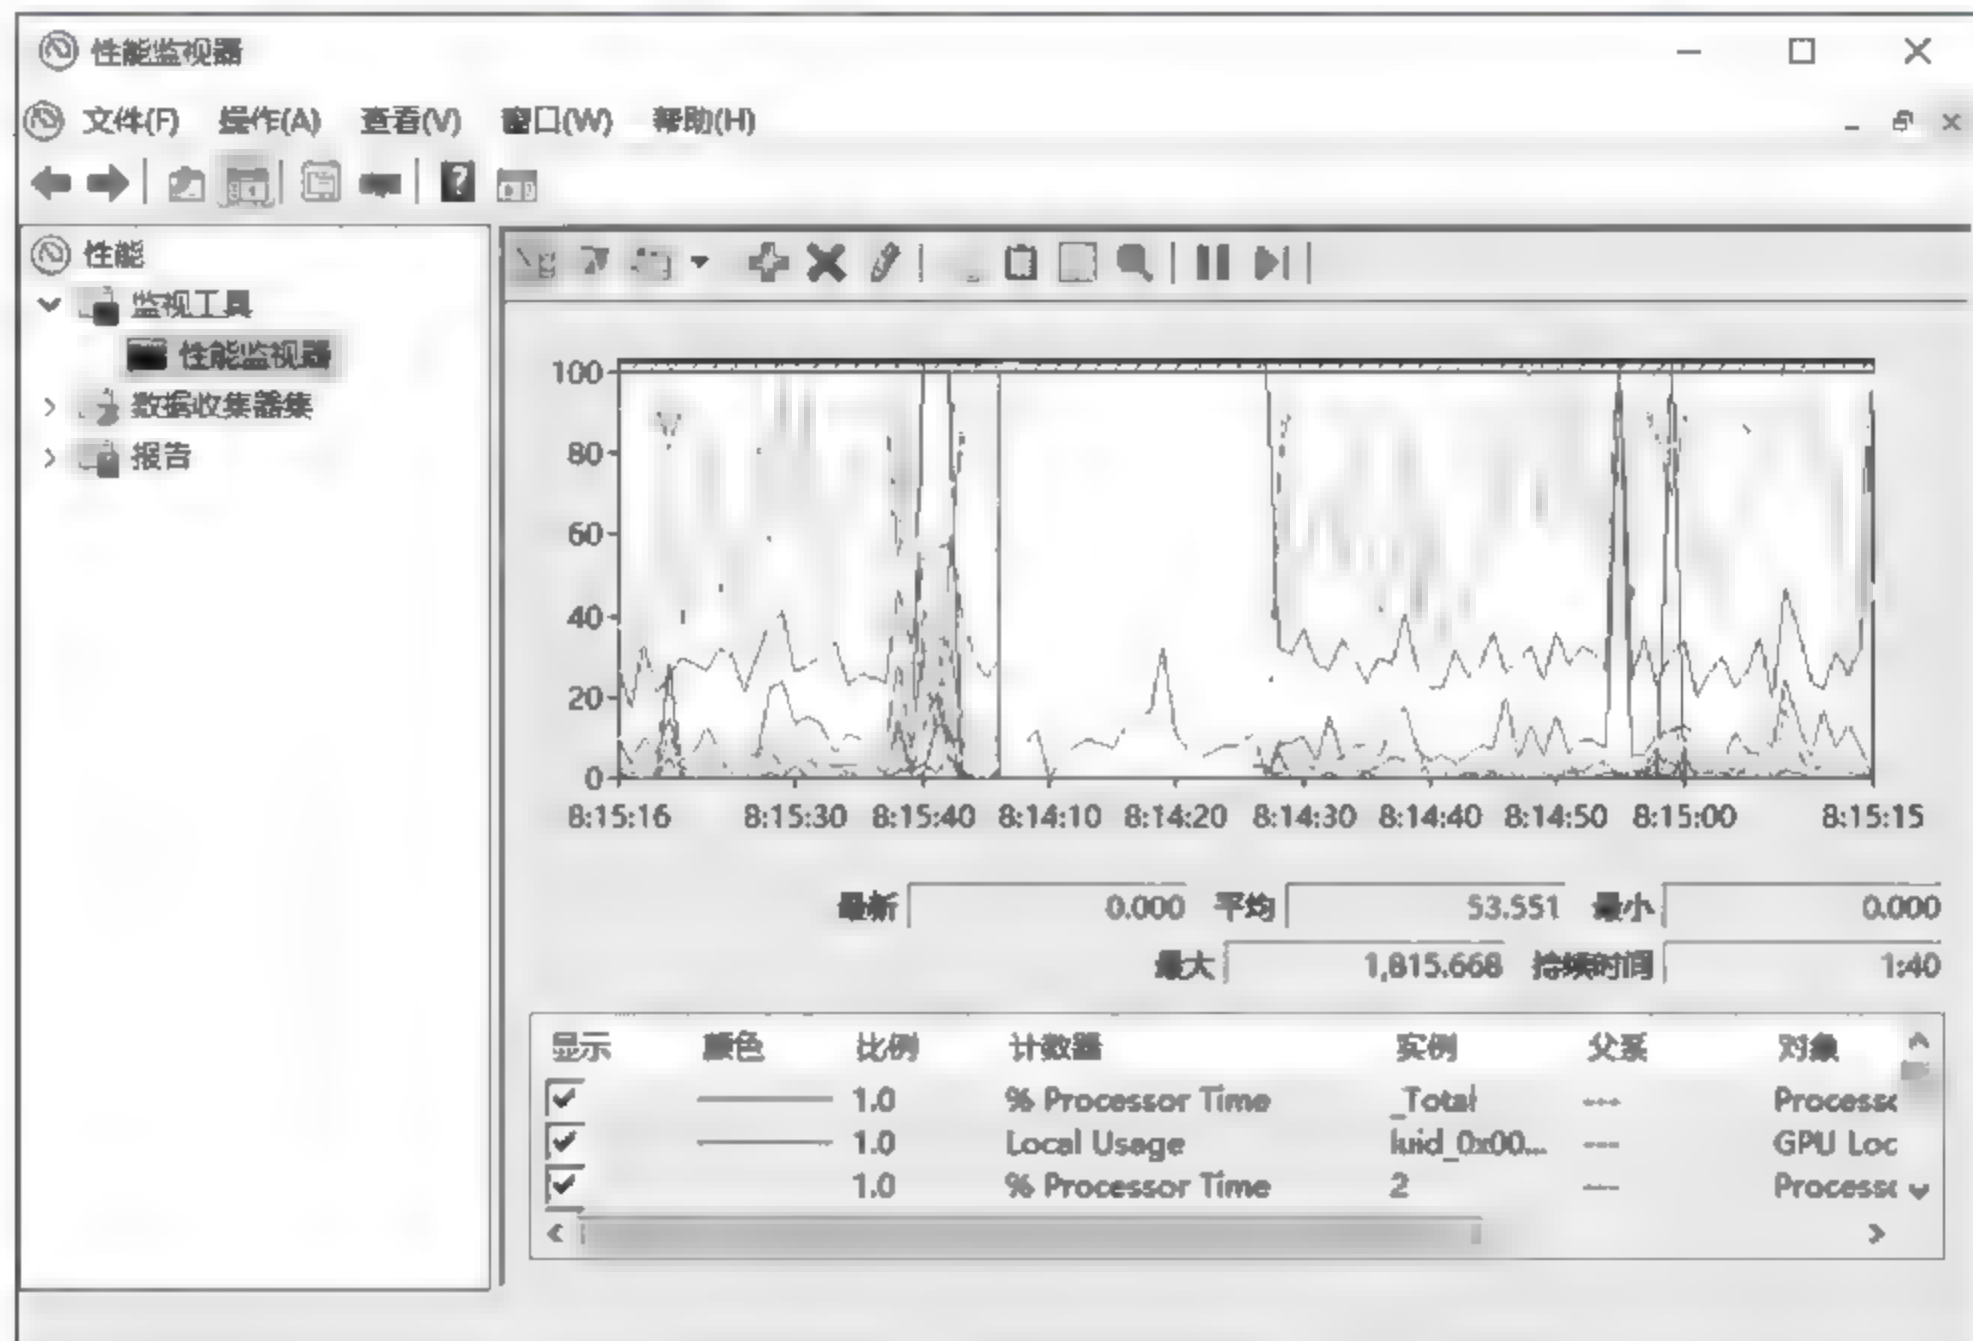 性能监视器
文件(F) 操作(A) 查看(V) 窗口(W) 帮助(H)
性能
监视工具
性能监视器
数据收集器集
报告
100
80
60
40
20
0
8:15:16 8:15:30 8:15:40 8:14:10 8:14:20 8:14:30 8:14:40 8:14:50 8:15:00 8:15:15
最新 0.000 平均 53.551 最小 0.000
最大 1,815.668 持续时间 1:40
显示 颜色 比例 计数器 实例 父系 对象
1.0 % Processor Time _Total --- Processo
1.0 Local Usage luid_0x00... --- GPU Loc
1.0 % Processor Time 2 --- Processo